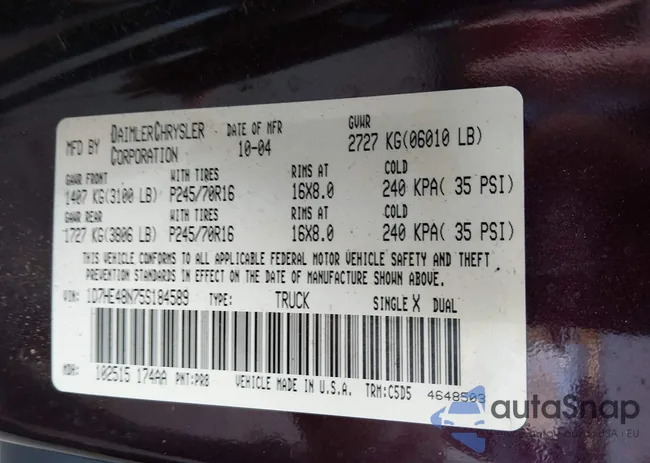 MFD BY DAIMLERCHRYSLER CORPORATION DATE OF MFR 10-04 GVWR 2727 KG(06010 LB)
GAWR FRONT WITH TIRES RIMS AT COLD
1407 KG(3100 LB) P245/70R16 16X8.0 240 KPA( 35 PSI)
GAWR REAR WITH TIRES RIMS AT COLD
1727 KG(3806 LB) P245/70R16 16X8.0 240 KPA( 35 PSI)
THIS VEHICLE CONFORMS TO ALL APPLICABLE FEDERAL MOTOR VEHICLE SAFETY AND THEFT
PREVENTION STANDARDS IN EFFECT ON THE DATE OF MANUFACTURE SHOWN ABOVE.
VIN: 1D7HE48N75S184589 TYPE: TRUCK SINGLE X DUAL
MDH: 102515 174AA PNT:PR8 VEHICLE MADE IN U.S.A. TRM:C5D5 4648503
autoSnap